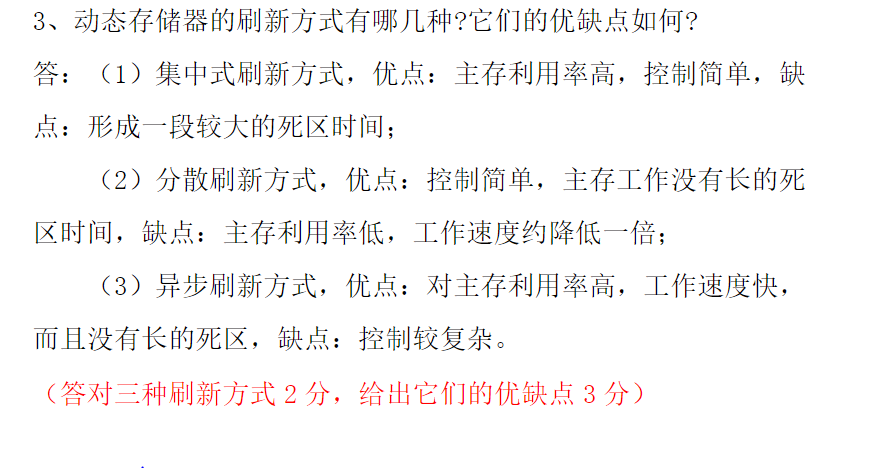 3、动态存储器的刷新方式有哪几种?它们的优缺点如何?
答：（1）集中式刷新方式，优点：主存利用率高，控制简单，缺
点：形成一段较大的死区时间；
（2）分散刷新方式，优点：控制简单，主存工作没有长的死
区时间，缺点：主存利用率低，工作速度约降低一倍；
（3）异步刷新方式，优点：对主存利用率高，工作速度快，
而且没有长的死区，缺点：控制较复杂。
（答对三种刷新方式 2 分，给出它们的优缺点 3 分）